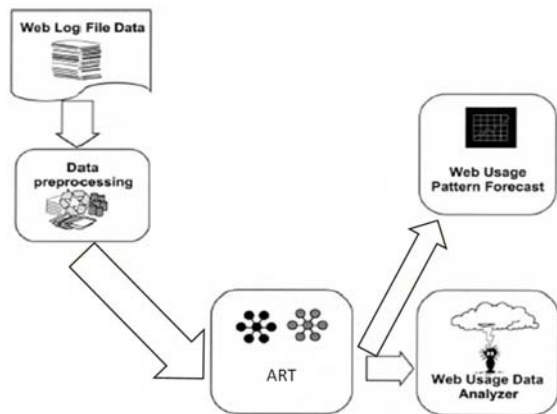 Web Log File Data
Data
preprocessing
Web Usage
Pattern Forecast
ART
Web Usage Data
Analyzer